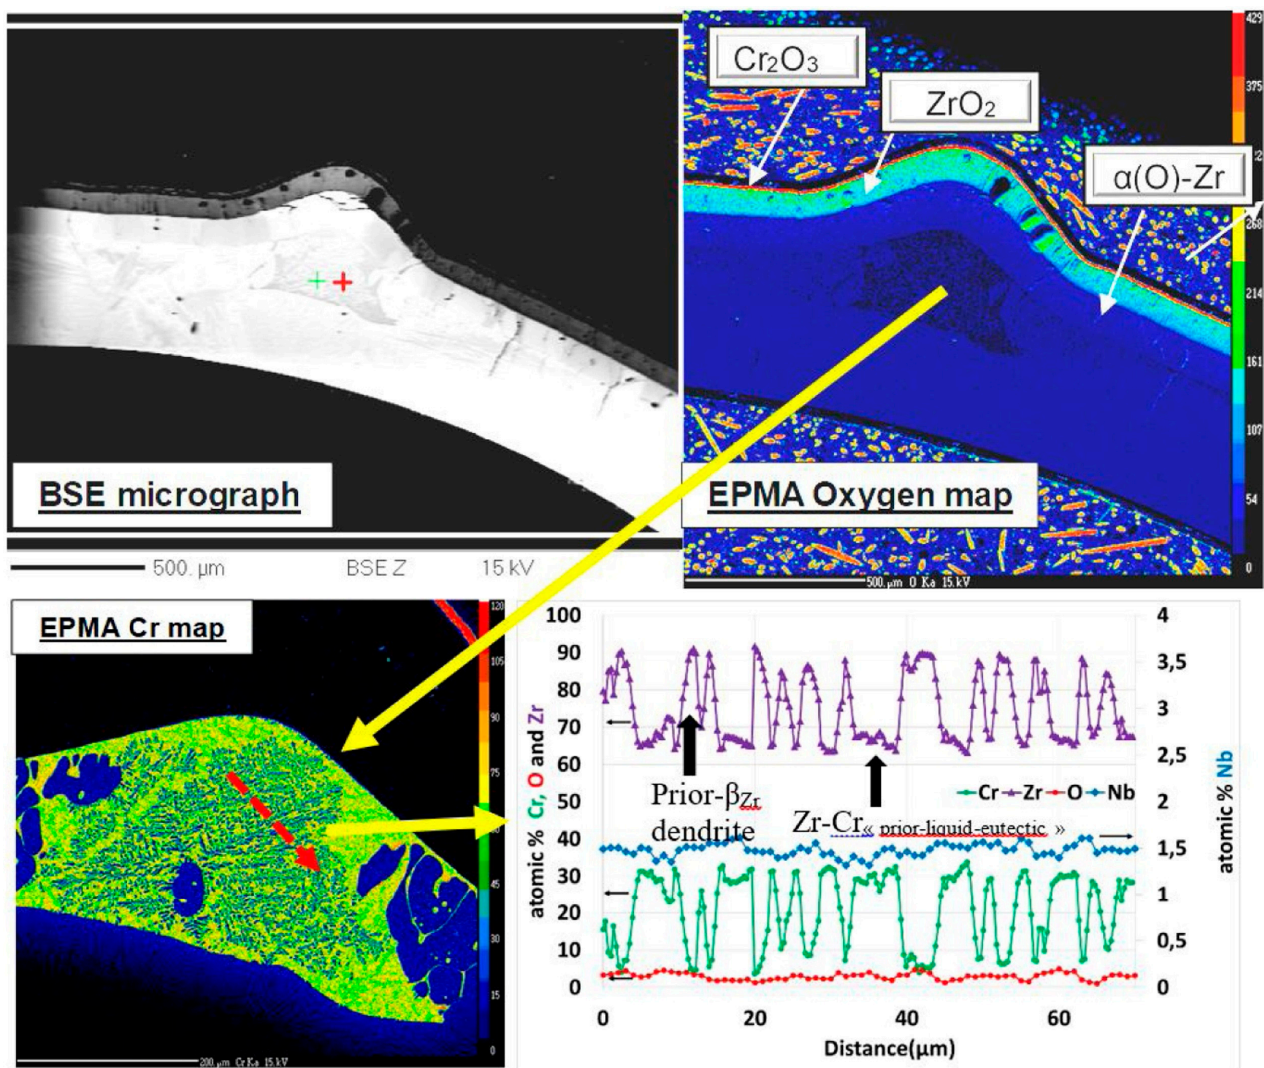 Cr₂O₃
ZrO₂
α(O)-Zr
429
375
268
214
161
107
54
0
BSE micrograph
EPMA Oxygen map
500. µm BSE Z 15 kV
500. µm O Ka 15.kV
EPMA Cr map
120
105
90
75
45
30
15
0
200. µm Cr Ka 15.kV
100
90
80
70
60
50
40
30
20
10
0
atomic % Cr, O and Zr
4
3,5
3
2,5
2
1,5
1
0,5
0
atomic % Nb
Prior-βZr
dendrite
Zr-Cr« prior-liquid-eutectic »
Cr Zr O Nb
0 20 40 60
Distance(µm)